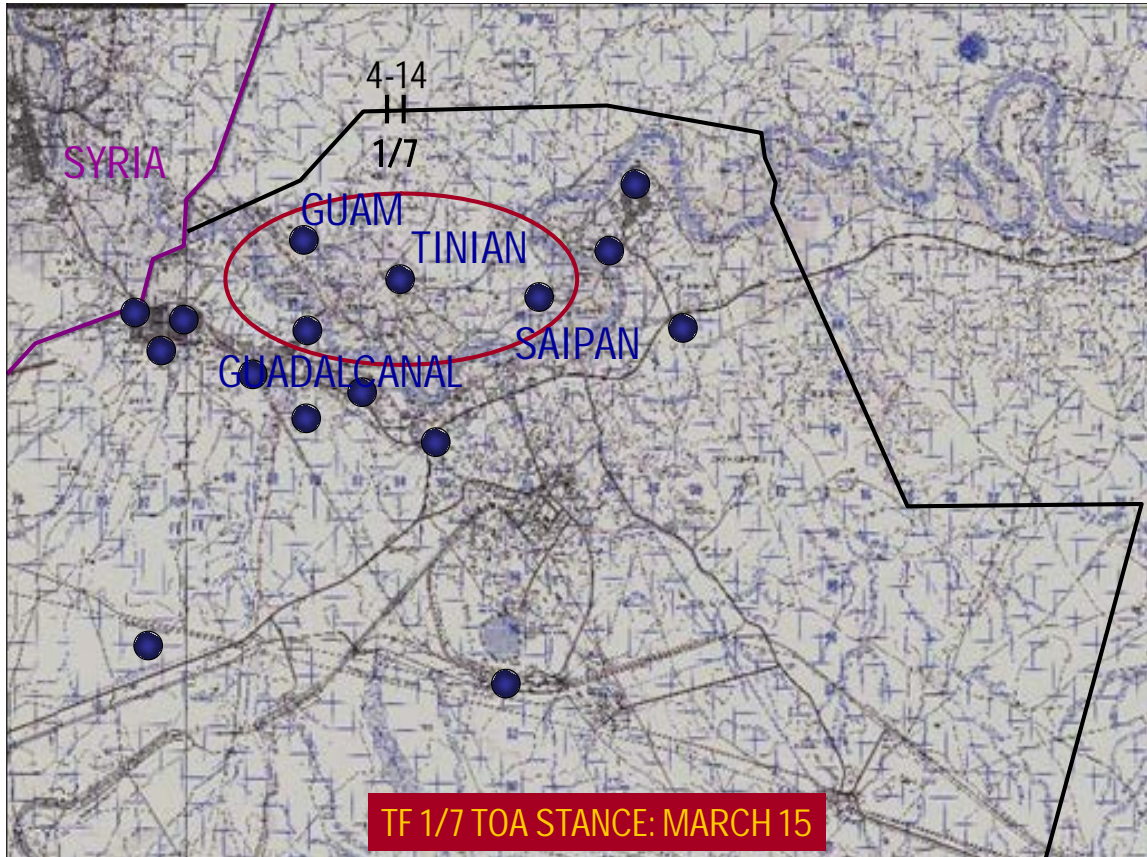 4-14
1/7
SYRIA
GUAM
TINIAN
SAIPAN
GUADALCANAL
TF 1/7 TOA STANCE: MARCH 15